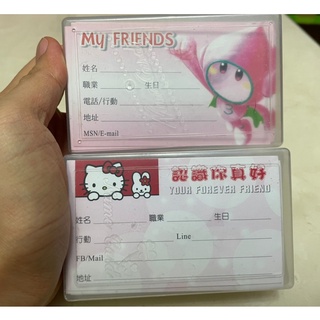 My FRIENDS
姓名
職業 生日
電話/行動
地址
MSN/E-mail
認識你真好
YOUR FOREVER FRIEND
姓名: 職業 生日
行動 Line
FB/Mail
地址